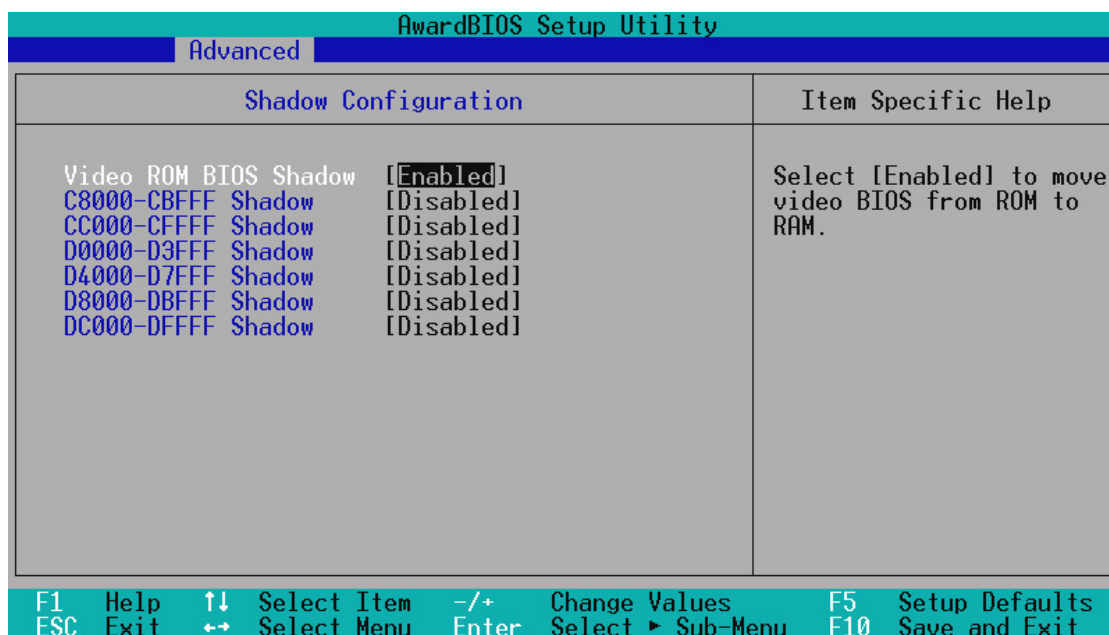 AwardBIOS Setup Utility
Advanced
Shadow Configuration
Item Specific Help
Video ROM BIOS Shadow [Enabled]
C8000-CBFFF Shadow [Disabled]
CC000-CFFFF Shadow [Disabled]
D0000-D3FFF Shadow [Disabled]
D4000-D7FFF Shadow [Disabled]
D8000-DBFFF Shadow [Disabled]
DC000-DFFFF Shadow [Disabled]
Select [Enabled] to move
video BIOS from ROM to
RAM.
F1 Help ↑↓ Select Item -/+ Change Values F5 Setup Defaults
ESC Exit ←→ Select Menu Enter Select ► Sub-Menu F10 Save and Exit